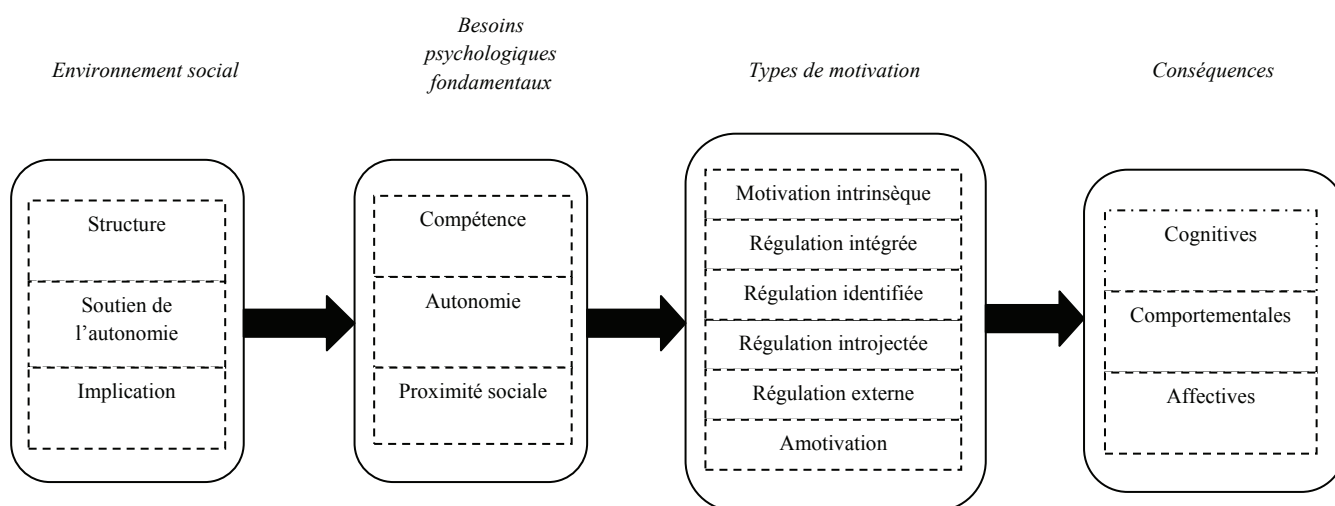 Environnement social
Besoins
psychologiques
fondamentaux
Types de motivation
Conséquences
Structure
Soutien de
l’autonomie
Implication
Compétence
Autonomie
Proximité sociale
Motivation intrinsèque
Régulation intégrée
Régulation identifiée
Régulation introjectée
Régulation externe
Amotivation
Cognitives
Comportementales
Affectives